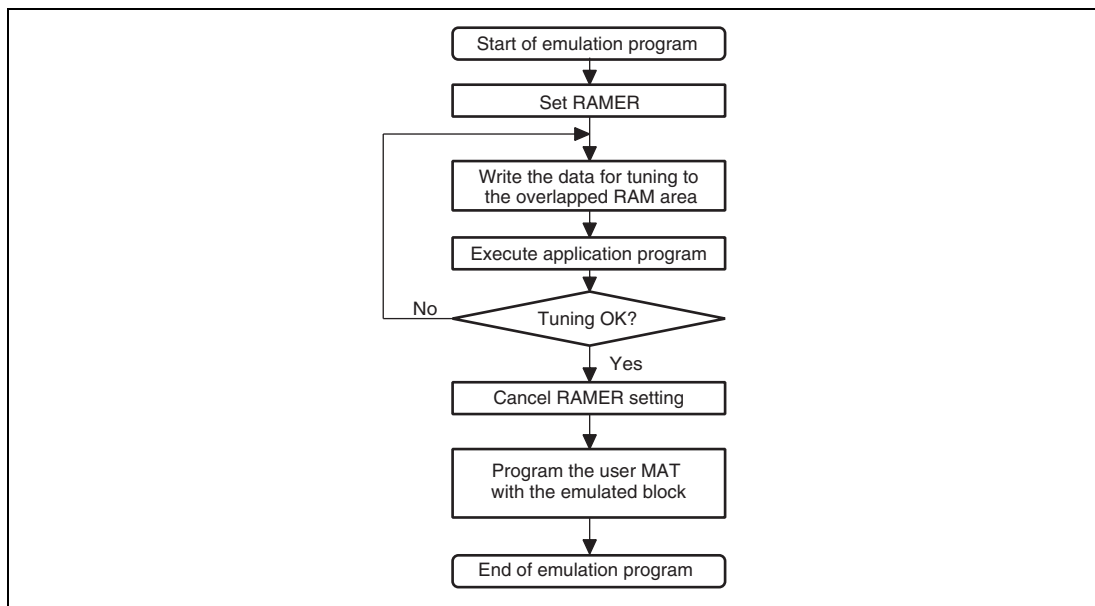 Start of emulation program
Set RAMER
Write the data for tuning to
the overlapped RAM area
Execute application program
No
Tuning OK?
Yes
Cancel RAMER setting
Program the user MAT
with the emulated block
End of emulation program